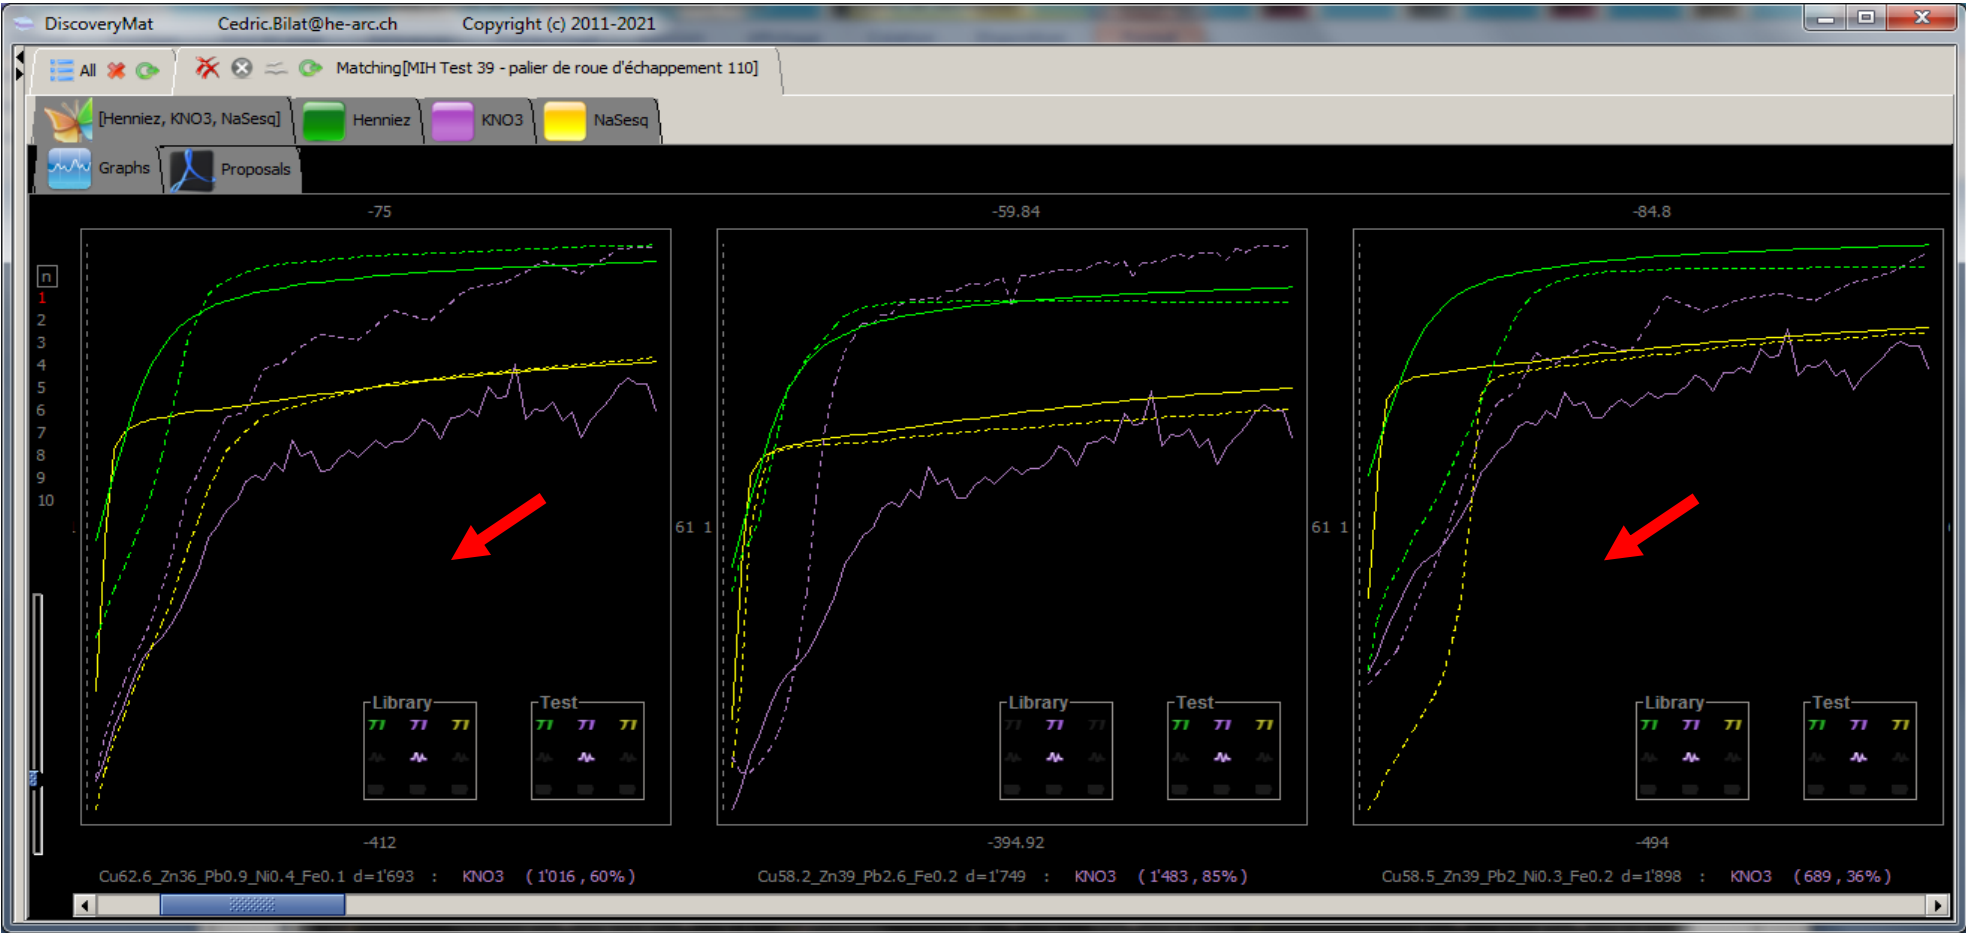 DiscoveryMat Cedric.Bilat@he-arc.ch Copyright (c) 2011-2021
All Matching[MIH Test 39 - palier de roue d'échappement 110]
[Henniez, KNO3, NaSesq] Henniez KNO3 NaSesq
Graphs Proposals
-75 -59.84 -84.8
n
1
2
3
4
5
6
7
8
9
10
61 1 61 1
Library Test Library Test Library Test
-412 -394.92 -494
Cu62.6_Zn36_Pb0.9_Ni0.4_Fe0.1 d=1'693 : KNO3 (1'016 , 60%) Cu58.2_Zn39_Pb2.6_Fe0.2 d=1'749 : KNO3 (1'483 , 85%) Cu58.5_Zn39_Pb2_Ni0.3_Fe0.2 d=1'898 : KNO3 (689 , 36%)